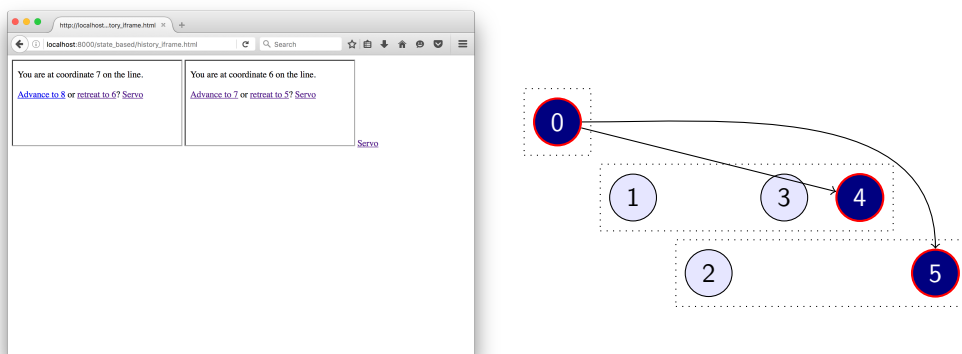 http://localhost...tory_iframe.html
localhost:8000/state_based/history_iframe.html
Search
You are at coordinate 7 on the line.
Advance to 8 or retreat to 6? Servo
You are at coordinate 6 on the line.
Advance to 7 or retreat to 5? Servo
Servo
0
1
3
4
2
5